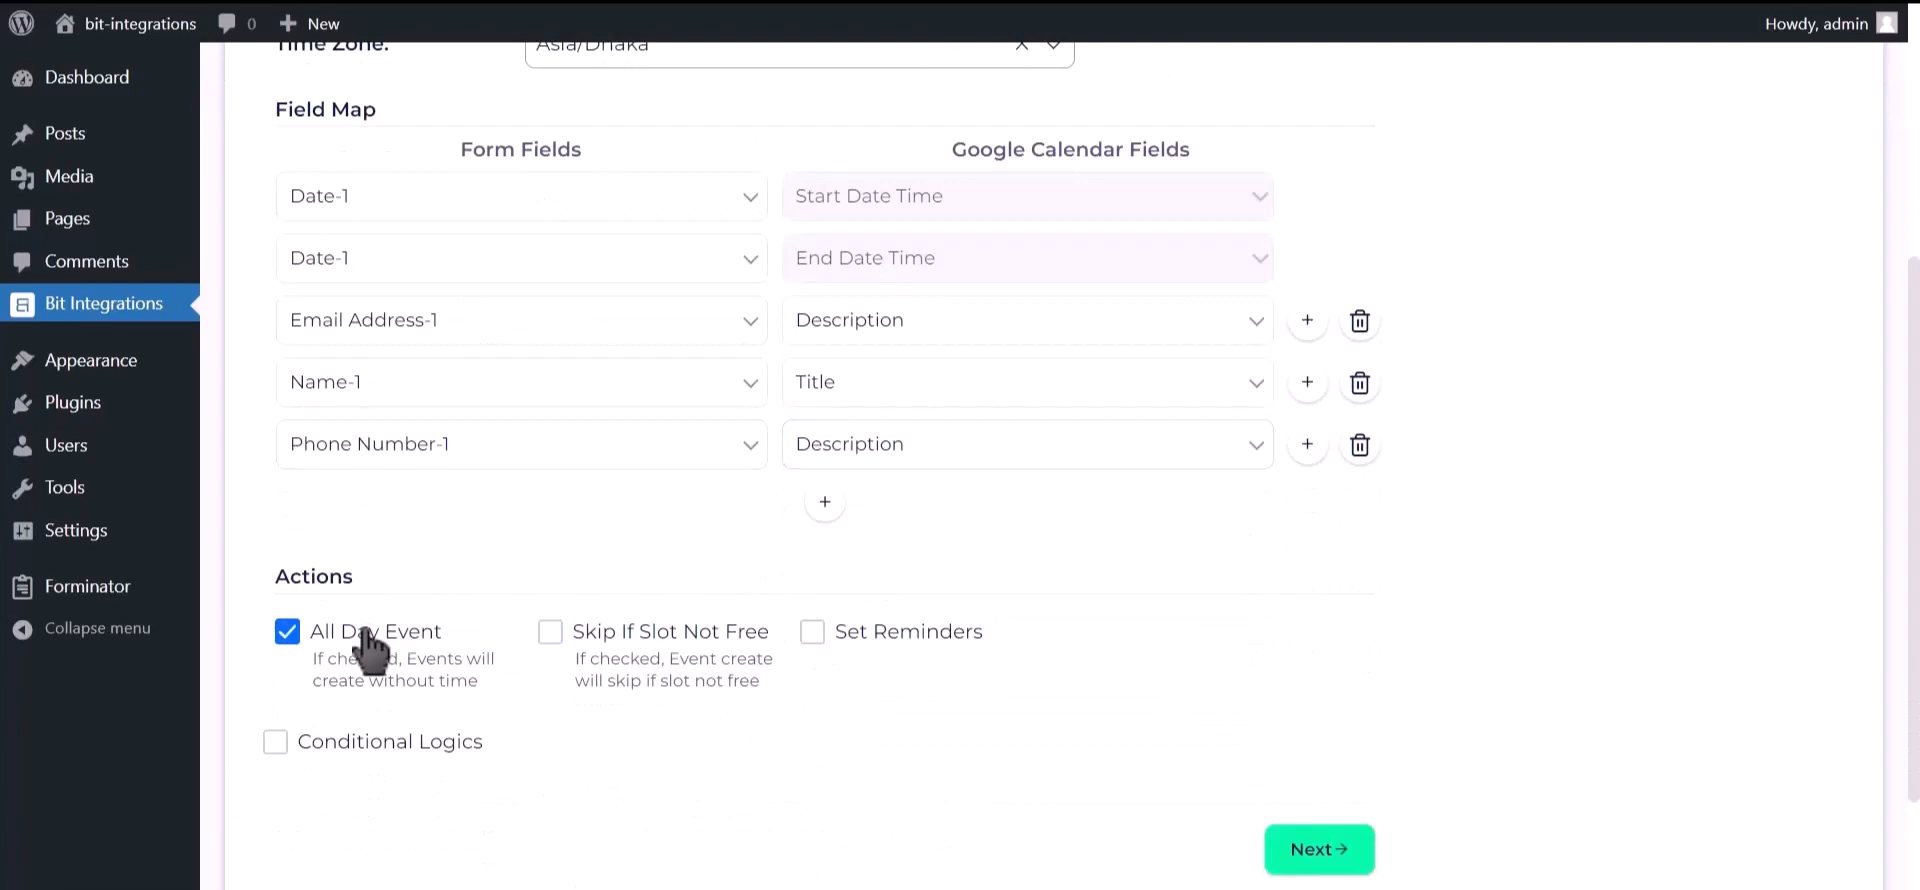 bit-integrations 0 New Howdy, admin
Time Zone: Asia/Dhaka
Dashboard
Posts
Media
Pages
Comments
Bit Integrations
Appearance
Plugins
Users
Tools
Settings
Forminator
Collapse menu
Field Map
Form Fields Google Calendar Fields
Date-1 Start Date Time
Date-1 End Date Time
Email Address-1 Description
Name-1 Title
Phone Number-1 Description
Actions
All Day Event
If checked, Events will
create without time
Skip If Slot Not Free
If checked, Event create
will skip if slot not free
Set Reminders
Conditional Logics
Next